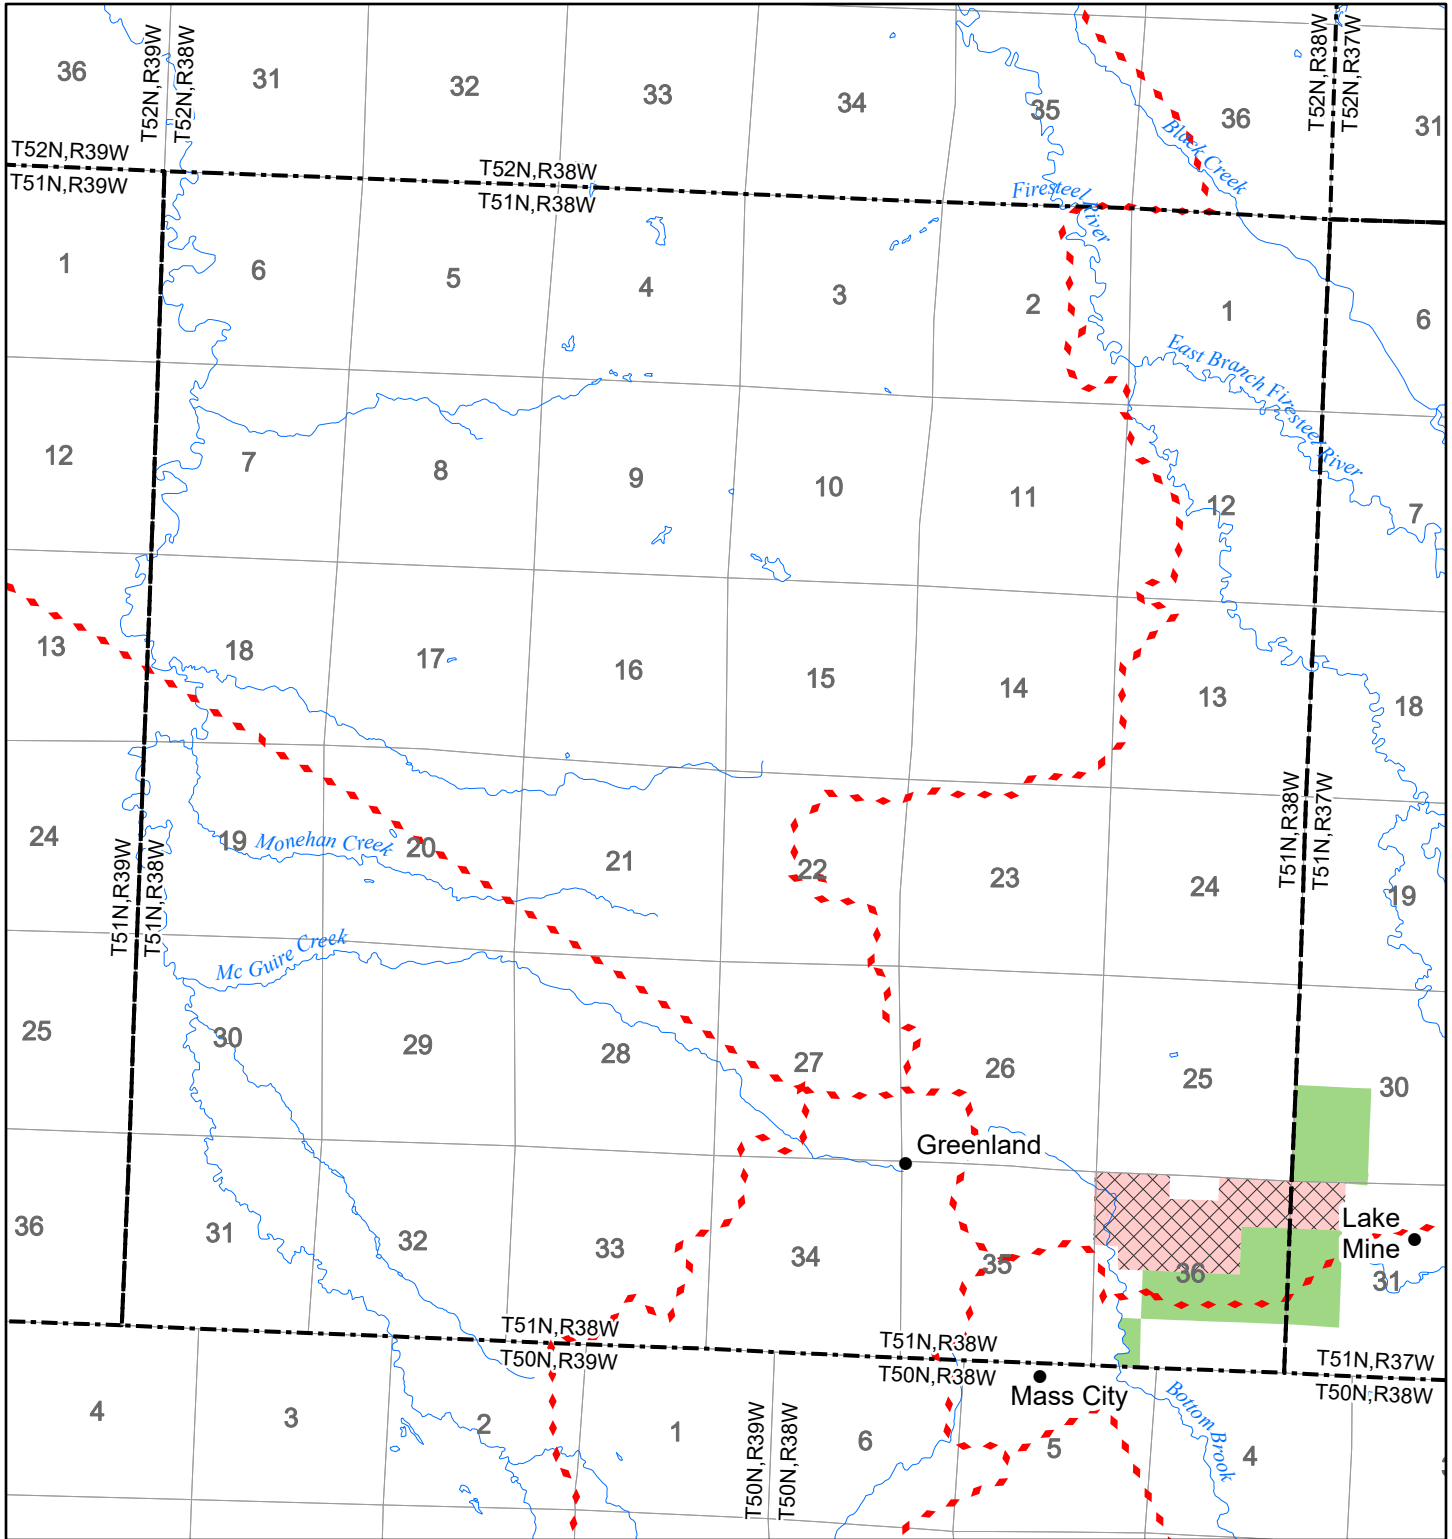 T52N,R39W
T52N,R38W
T52N,R38W
T52N,R37W
36
31
32
33
34
35
36
31
Black Creek
T52N,R39W
T51N,R39W
T52N,R38W
T51N,R38W
Firesteel River
1
6
5
4
3
2
1
6
East Branch Firesteel River
12
7
8
9
10
11
12
7
13
18
17
16
15
14
13
18
T51N,R38W
T51N,R37W
24
19
Monehan Creek
20
21
22
23
24
19
T51N,R39W
T51N,R38W
Mc Guire Creek
25
30
29
28
27
26
25
30
Greenland
36
31
32
33
34
35
36
Lake
Mine
31
T51N,R38W
T50N,R39W
T51N,R38W
T50N,R38W
T51N,R37W
T50N,R38W
Mass City
4
3
2
1
T50N,R39W
T50N,R38W
6
5
4
Bottom Brook